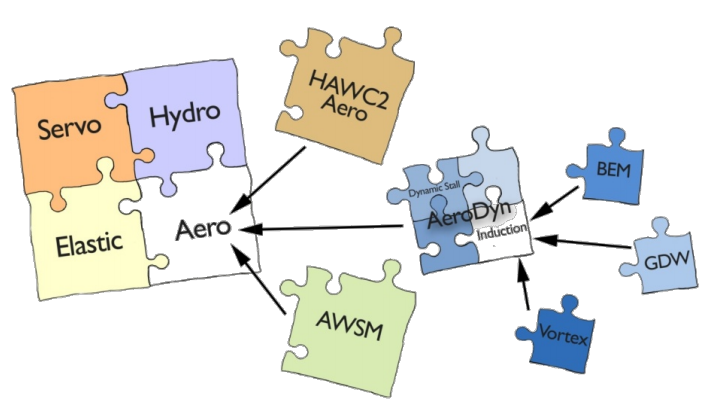 Servo
Hydro
Elastic
Aero
HAWC2
Aero
AWSM
Dynamic Stall
AeroDyn
Induction
BEM
GDW
Vortex